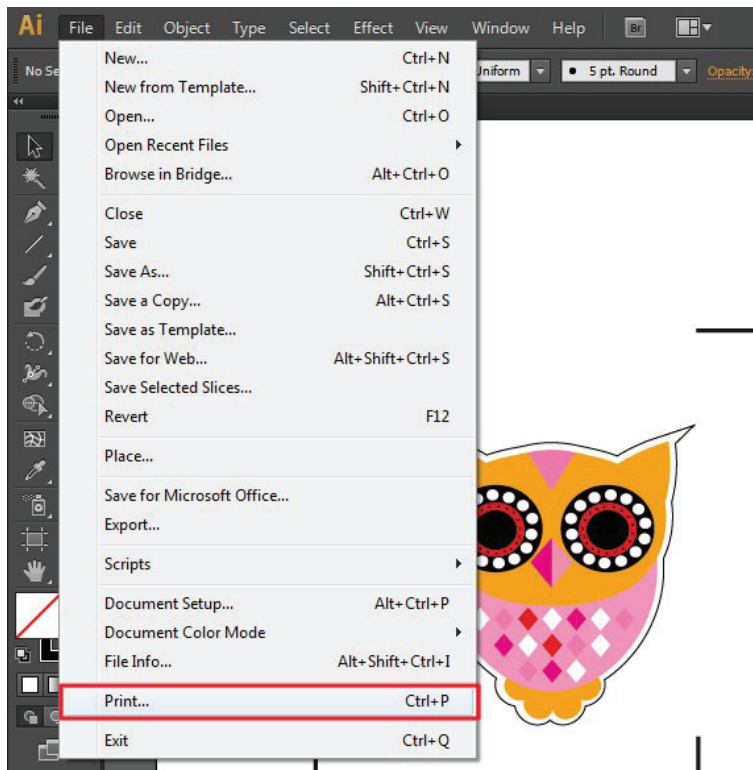 Ai File Edit Object Type Select Effect View Window Help Br
No Se
Uniform 5 pt. Round Opacity
New... Ctrl+N
New from Template... Shift+Ctrl+N
Open... Ctrl+O
Open Recent Files
Browse in Bridge... Alt+Ctrl+O
Close Ctrl+W
Save Ctrl+S
Save As... Shift+Ctrl+S
Save a Copy... Alt+Ctrl+S
Save as Template...
Save for Web... Alt+Shift+Ctrl+S
Save Selected Slices...
Revert F12
Place...
Save for Microsoft Office...
Export...
Scripts
Document Setup... Alt+Ctrl+P
Document Color Mode
File Info... Alt+Shift+Ctrl+I
Print... Ctrl+P
Exit Ctrl+Q